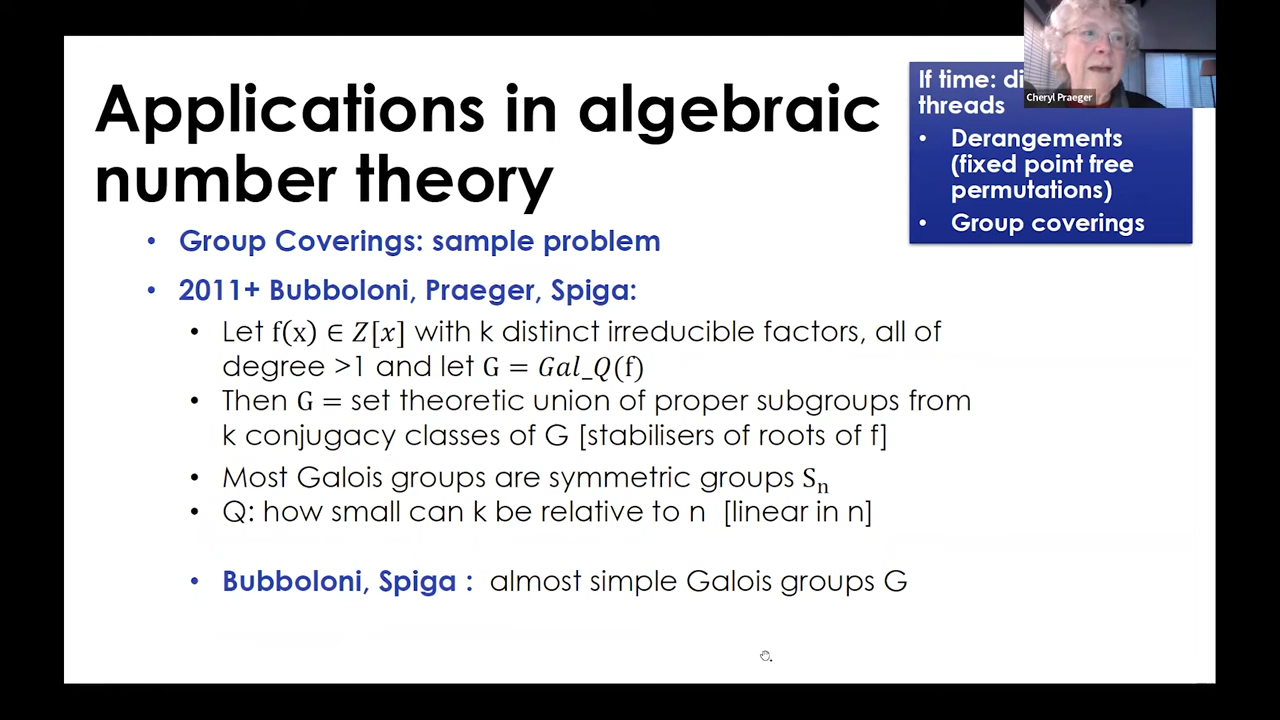 Applications in algebraic
number theory
If time: di
threads
Cheryl Praeger
• Derangements
(fixed point free
permutations)
• Group coverings
• Group Coverings: sample problem
• 2011+ Bubboloni, Praeger, Spiga:
• Let f(x) ∈ Z[x] with k distinct irreducible factors, all of
degree >1 and let G = Gal_Q(f)
• Then G = set theoretic union of proper subgroups from
k conjugacy classes of G [stabilisers of roots of f]
• Most Galois groups are symmetric groups Sₙ
• Q: how small can k be relative to n [linear in n]
• Bubboloni, Spiga : almost simple Galois groups G